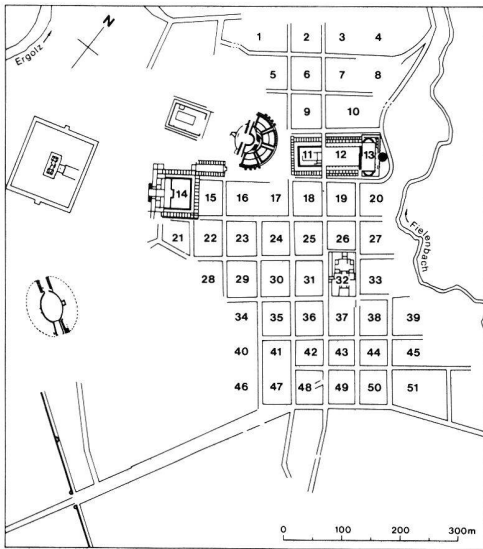 N
Ergolz
1 2 3 4
5 6 7 8
9 10
11 12 13
14
15 16 17 18 19 20
21 22 23 24 25 26 27
28 29 30 31 32 33
34 35 36 37 38 39
40 41 42 43 44 45
46 47 48 49 50 51
Fielenbach
0 100 200 300m